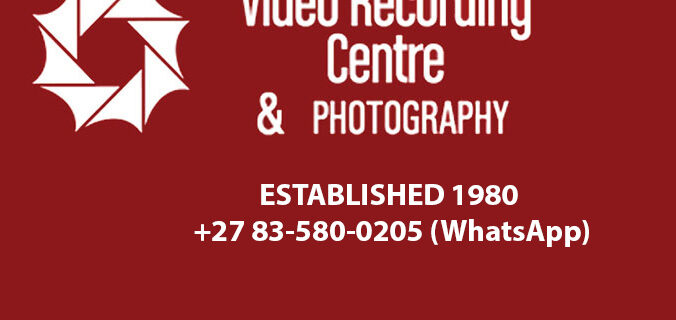 Video Recording
Centre
& PHOTOGRAPHY
ESTABLISHED 1980
+27 83-580-0205 (WhatsApp)